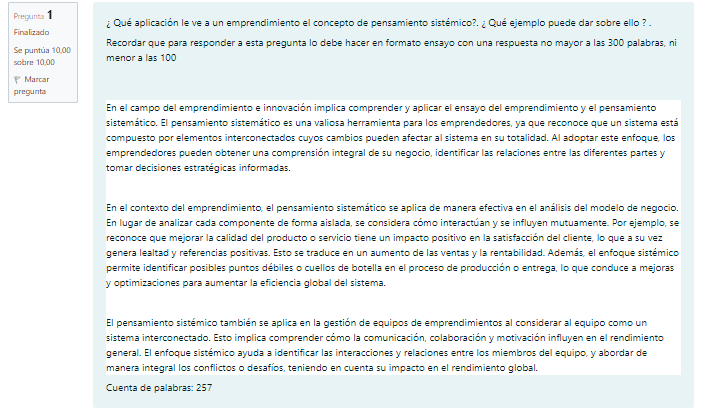 Pregunta 1
Finalizado
Se puntúa 10,00
sobre 10,00
Marcar
pregunta
¿ Qué aplicación le ve a un emprendimiento el concepto de pensamiento sistémico?. ¿ Qué ejemplo puede dar sobre ello ? .
Recordar que para responder a esta pregunta lo debe hacer en formato ensayo con una respuesta no mayor a las 300 palabras, ni
menor a las 100
En el campo del emprendimiento e innovación implica comprender y aplicar el ensayo del emprendimiento y el pensamiento
sistemático. El pensamiento sistemático es una valiosa herramienta para los emprendedores, ya que reconoce que un sistema está
compuesto por elementos interconectados cuyos cambios pueden afectar al sistema en su totalidad. Al adoptar este enfoque, los
emprendedores pueden obtener una comprensión integral de su negocio, identificar las relaciones entre las diferentes partes y
tomar decisiones estratégicas informadas.
En el contexto del emprendimiento, el pensamiento sistemático se aplica de manera efectiva en el análisis del modelo de negocio.
En lugar de analizar cada componente de forma aislada, se considera cómo interactúan y se influyen mutuamente. Por ejemplo, se
reconoce que mejorar la calidad del producto o servicio tiene un impacto positivo en la satisfacción del cliente, lo que a su vez
genera lealtad y referencias positivas. Esto se traduce en un aumento de las ventas y la rentabilidad. Además, el enfoque sistémico
permite identificar posibles puntos débiles o cuellos de botella en el proceso de producción o entrega, lo que conduce a mejoras
y optimizaciones para aumentar la eficiencia global del sistema.
El pensamiento sistémico también se aplica en la gestión de equipos de emprendimientos al considerar al equipo como un
sistema interconectado. Esto implica comprender cómo la comunicación, colaboración y motivación influyen en el rendimiento
general. El enfoque sistémico ayuda a identificar las interacciones y relaciones entre los miembros del equipo, y abordar de
manera integral los conflictos o desafíos, teniendo en cuenta su impacto en el rendimiento global.
Cuenta de palabras: 257